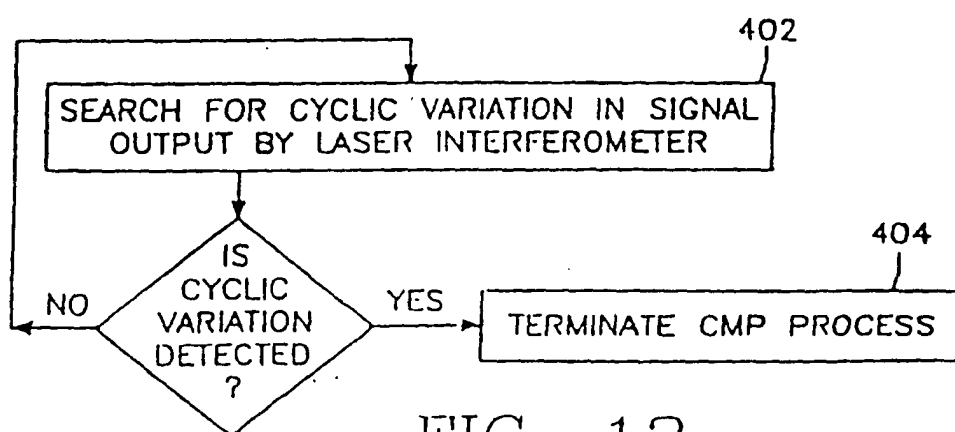 402
SEARCH FOR CYCLIC VARIATION IN SIGNAL
OUTPUT BY LASER INTERFEROMETER
IS
CYCLIC
VARIATION
DETECTED
?
NO
YES
404
TERMINATE CMP PROCESS